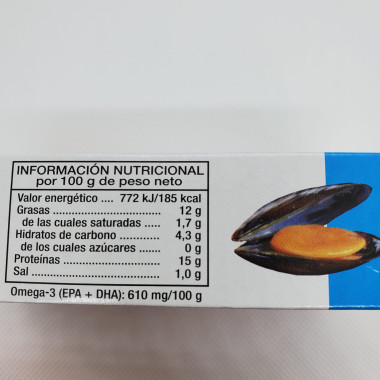 INFORMACIÓN NUTRICIONAL
por 100 g de peso neto
Valor energético .... 772 kJ/185 kcal
Grasas ............................ 12 g
de las cuales saturadas ..... 1,7 g
Hidratos de carbono ........... 4,3 g
de los cuales azúcares ...... 0 g
Proteínas ........................ 15 g
Sal .................................. 1,0 g
Omega-3 (EPA + DHA): 610 mg/100 g